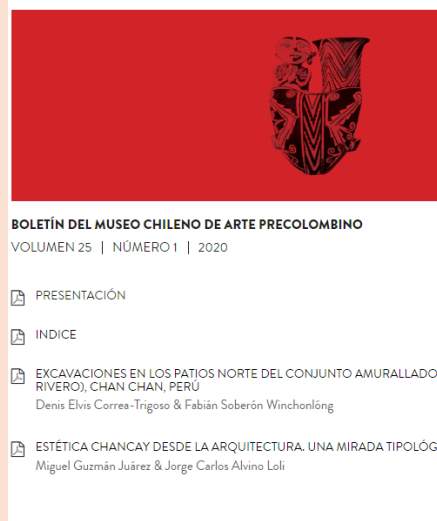 BOLETÍN DEL MUSEO CHILENO DE ARTE PRECOLOMBINO
VOLUMEN 25 | NÚMERO 1 | 2020
PRESENTACIÓN
INDICE
EXCAVACIONES EN LOS PATIOS NORTE DEL CONJUNTO AMURALLADO
RIVERO), CHAN CHAN, PERÚ
Denis Elvis Correa-Trigoso & Fabián Soberón Winchonlóng
ESTÉTICA CHANCAY DESDE LA ARQUITECTURA. UNA MIRADA TIPOLÓG
Miguel Guzmán Juárez & Jorge Carlos Alvino Loli